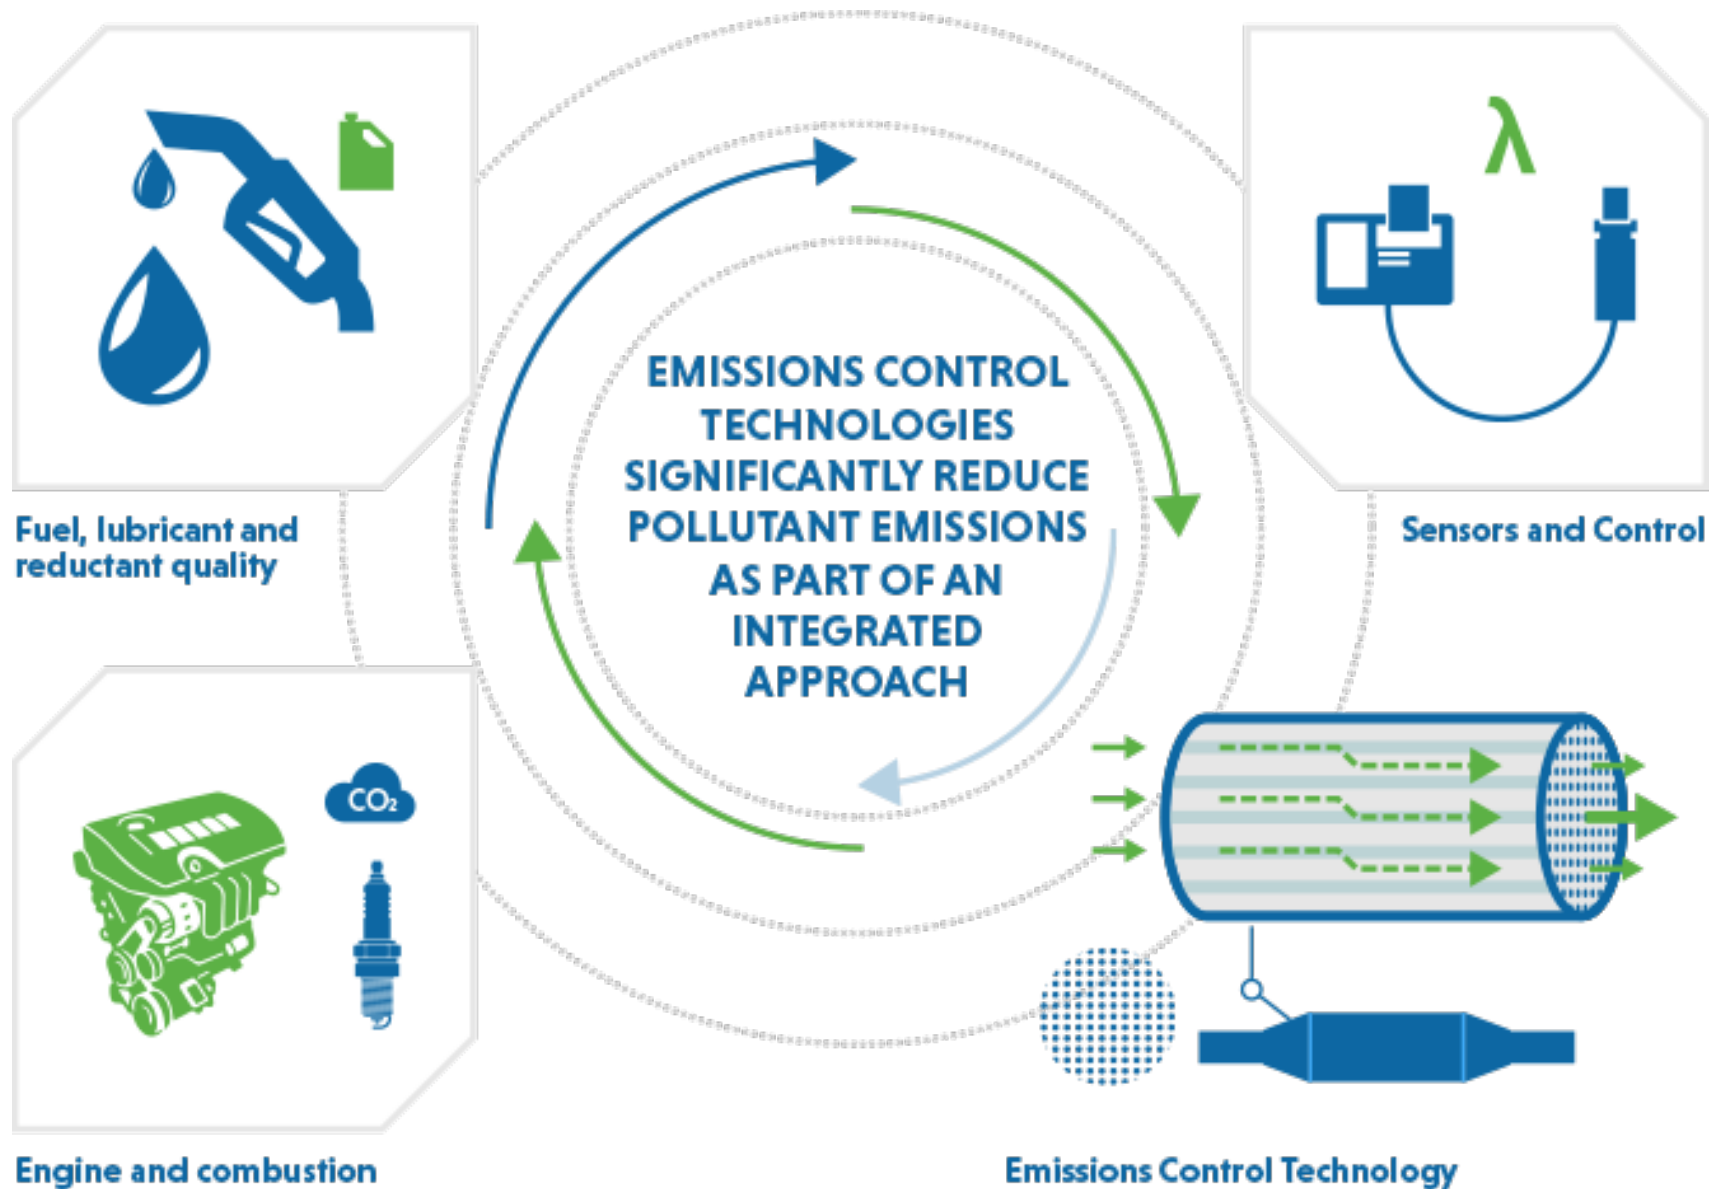 λ
EMISSIONS CONTROL
TECHNOLOGIES
SIGNIFICANTLY REDUCE
POLLUTANT EMISSIONS
AS PART OF AN
INTEGRATED
APPROACH
Fuel, lubricant and
reductant quality
Sensors and Control
CO₂
Engine and combustion
Emissions Control Technology